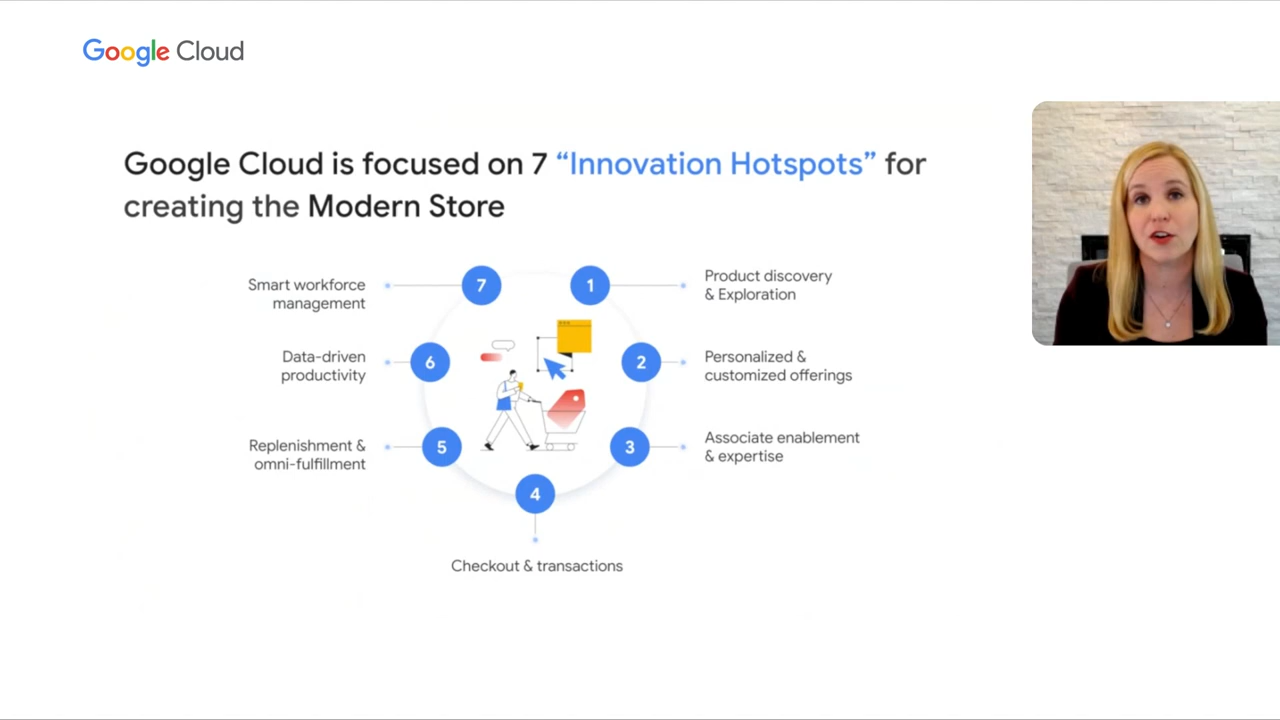 Google Cloud
Google Cloud is focused on 7 “Innovation Hotspots” for
creating the Modern Store
7
Smart workforce
management
1
Product discovery
& Exploration
6
Data-driven
productivity
2
Personalized &
customized offerings
5
Replenishment &
omni-fulfillment
3
Associate enablement
& expertise
4
Checkout & transactions